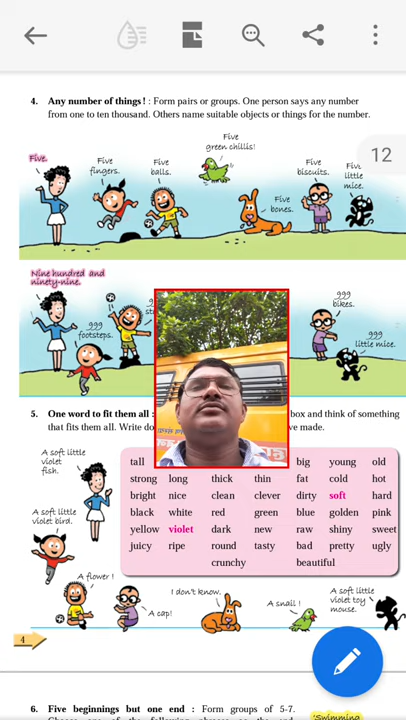 4. Any number of things! : Form pairs or groups. One person says any number
from one to ten thousand. Others name suitable objects or things for the number.
12
Five.
Five
fingers.
Five
balls.
Five
green chillis!
Five
bones.
Five
biscuits.
Five
little
mice.
Nine hundred and
ninety-nine.
999
footsteps.
999
bikes.
999
little mice.
5. One word to fit them all : box and think of something
that fits them all. Write do ve made.
A soft little
violet
fish.
A soft little
violet bird.
tall big young old
strong long thick thin fat cold hot
bright nice clean clever dirty soft hard
black white red green blue golden pink
yellow violet dark new raw shiny sweet
juicy ripe round tasty bad pretty ugly
crunchy beautiful
A flower !
A cap!
I don't know.
A snail !
A soft little
violet toy
mouse.
4
6. Five beginnings but one end : Form groups of 5-7.
'Swimming